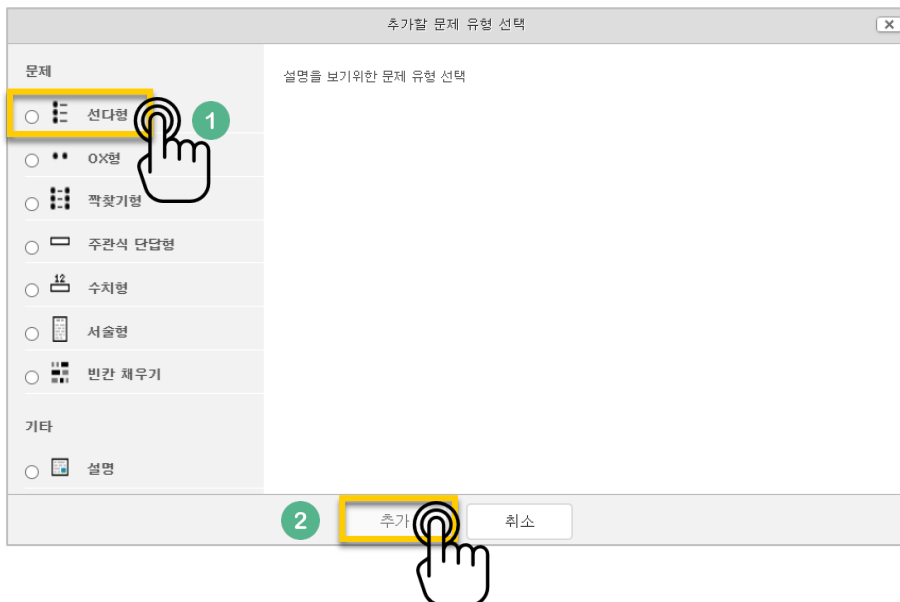 추가할 문제 유형 선택
문제
설명을 보기위한 문제 유형 선택
선다형
1
OX형
짝찾기형
주관식 단답형
12
수치형
서술형
빈칸 채우기
기타
설명
2
추가
취소